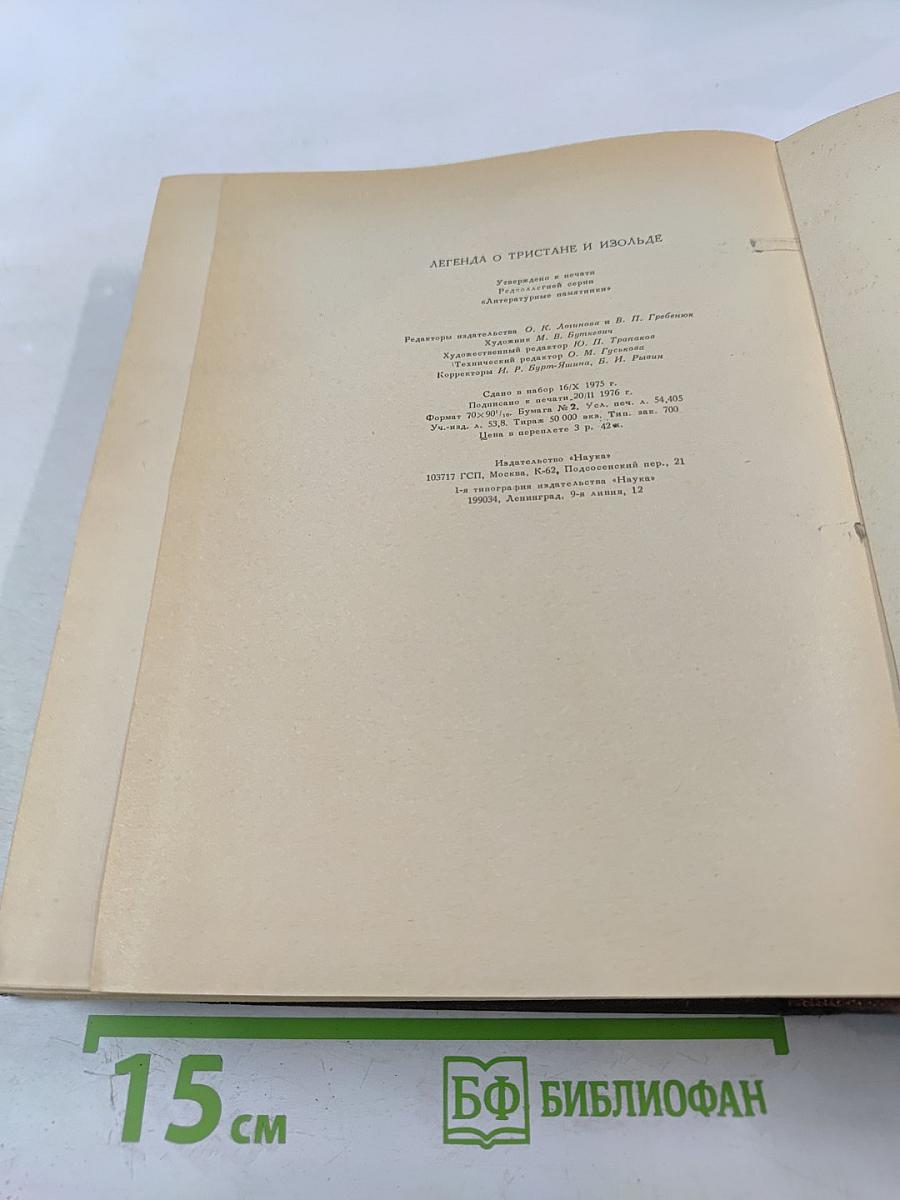 ЛЕГЕНДА О ТРИСТАНЕ И ИЗОЛЬДЕ
Утверждено к печати
Редколлегией серии
«Литературные памятники»
Редакторы издательства О. К. Логинова и В. П. Гребенюк
Художник М. В. Буткевич
Художественный редактор Ю. П. Трапаков
Технический редактор О. М. Гуськова
Корректоры И. Р. Бурт-Яшина, Б. И. Рывин
Сдано в набор 16/X 1975 г.
Подписано к печати 20/II 1976 г.
Формат 70×90¹/₁₆. Бумага № 2. Усл. печ. л. 54,405
Уч.-изд. л. 53,8. Тираж 50 000 экз. Тип. зак. 700
Цена в переплете 3 р. 42 к.
Издательство «Наука»
103717 ГСП, Москва, К-62, Подсосенский пер., 21
1-я типография издательства «Наука»
199034, Ленинград, 9-я линия, 12
15 см
БФ БИБЛИОФАН